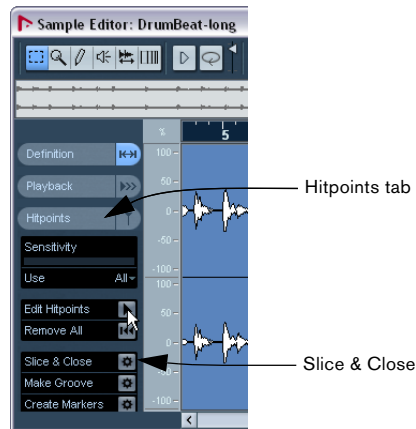 Sample Editor: DrumBeat-long
% 5
Definition
Playback
Hitpoints
Sensitivity
Use All
Edit Hitpoints
Remove All
Slice & Close
Make Groove
Create Markers
100
50
0
-50
-100
100
50
0
-50
-100
Hitpoints tab
Slice & Close